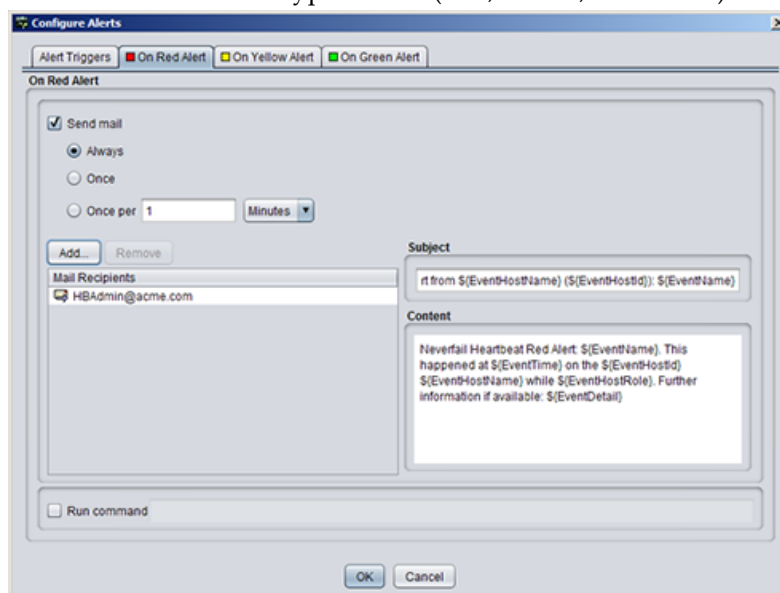 Configure Alerts
Alert Triggers On Red Alert On Yellow Alert On Green Alert
On Red Alert
Send mail
Always
Once
Once per 1 Minutes
Add... Remove
Mail Recipients
HBAdmin@acme.com
Subject
rt from ${EventHostName} (${EventHostId}): ${EventName}
Content
Neverfail Heartbeat Red Alert: ${EventName}. This
happened at ${EventTime} on the ${EventHostId}
${EventHostName} while ${EventHostRole}. Further
information if available: ${EventDetail}
Run command
OK Cancel